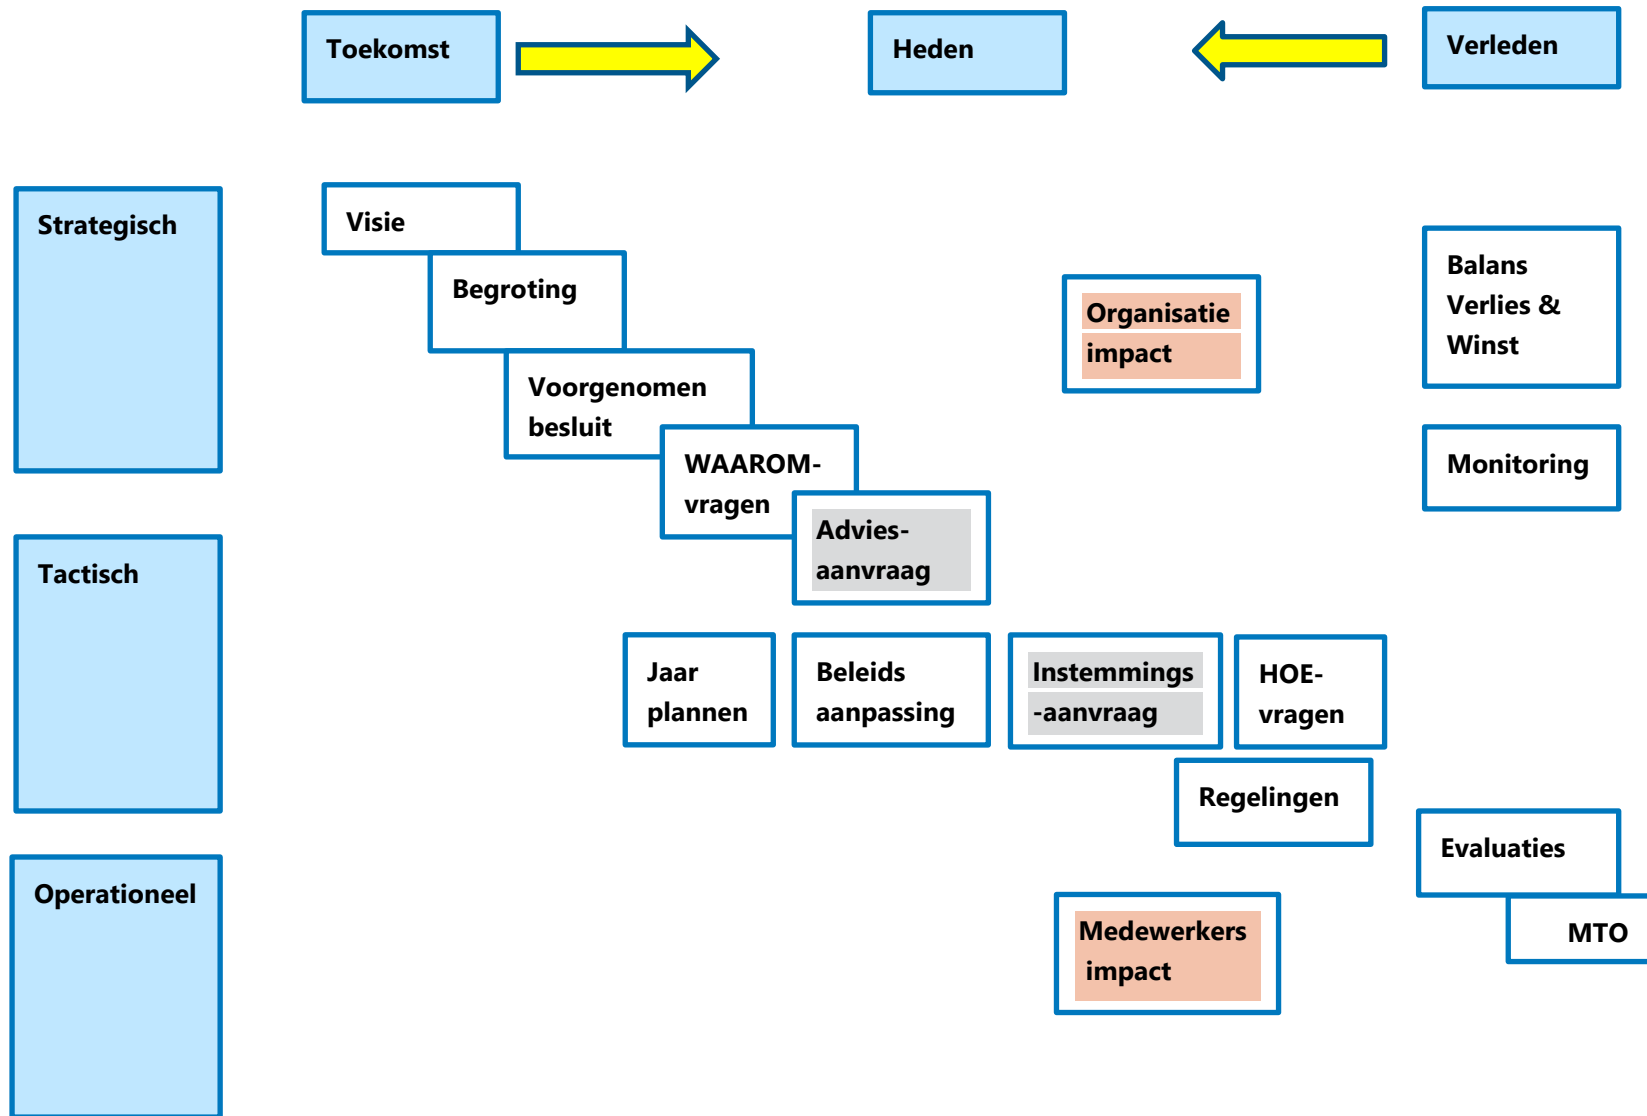 Toekomst
Heden
Verleden
Strategisch
Visie
Begroting
Voorgenomen
besluit
WAAROM-
vragen
Organisatie
impact
Balans
Verlies &
Winst
Monitoring
Tactisch
Advies-
aanvraag
Jaar
plannen
Beleids
aanpassing
Instemmings
-aanvraag
HOE-
vragen
Regelingen
Evaluaties
Operationeel
Medewerkers
impact
MTO